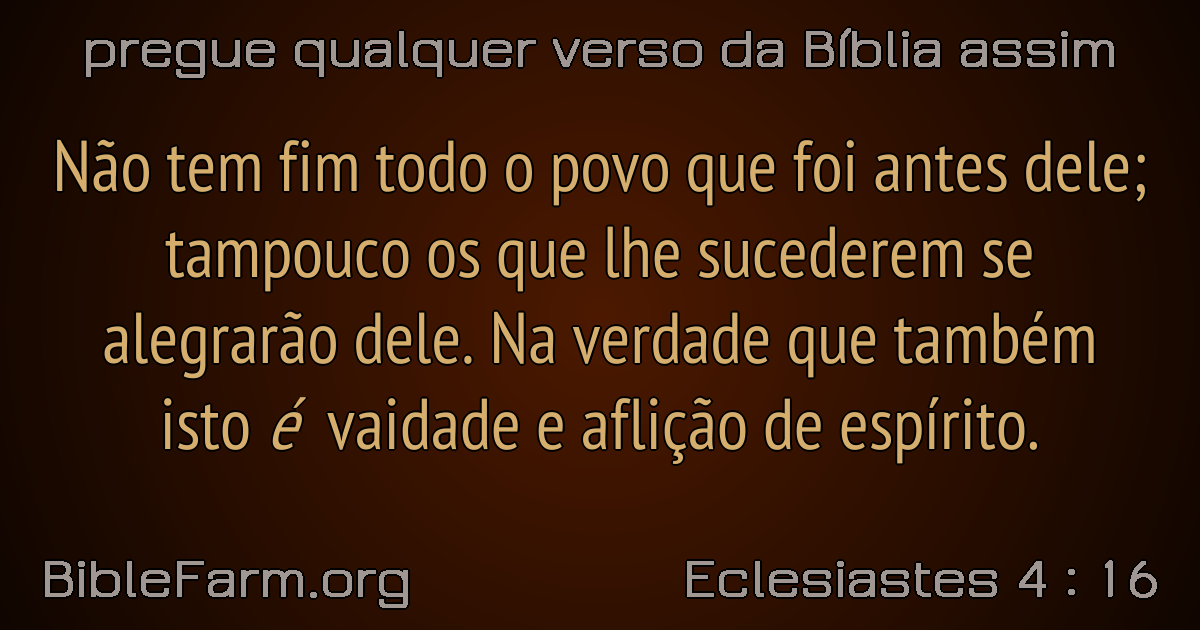 pregue qualquer verso da Bíblia assim
Não tem fim todo o povo que foi antes dele;
tampouco os que lhe sucederem se
alegrarão dele. Na verdade que também
isto é vaidade e aflição de espírito.
BibleFarm.org
Eclesiastes 4 : 16